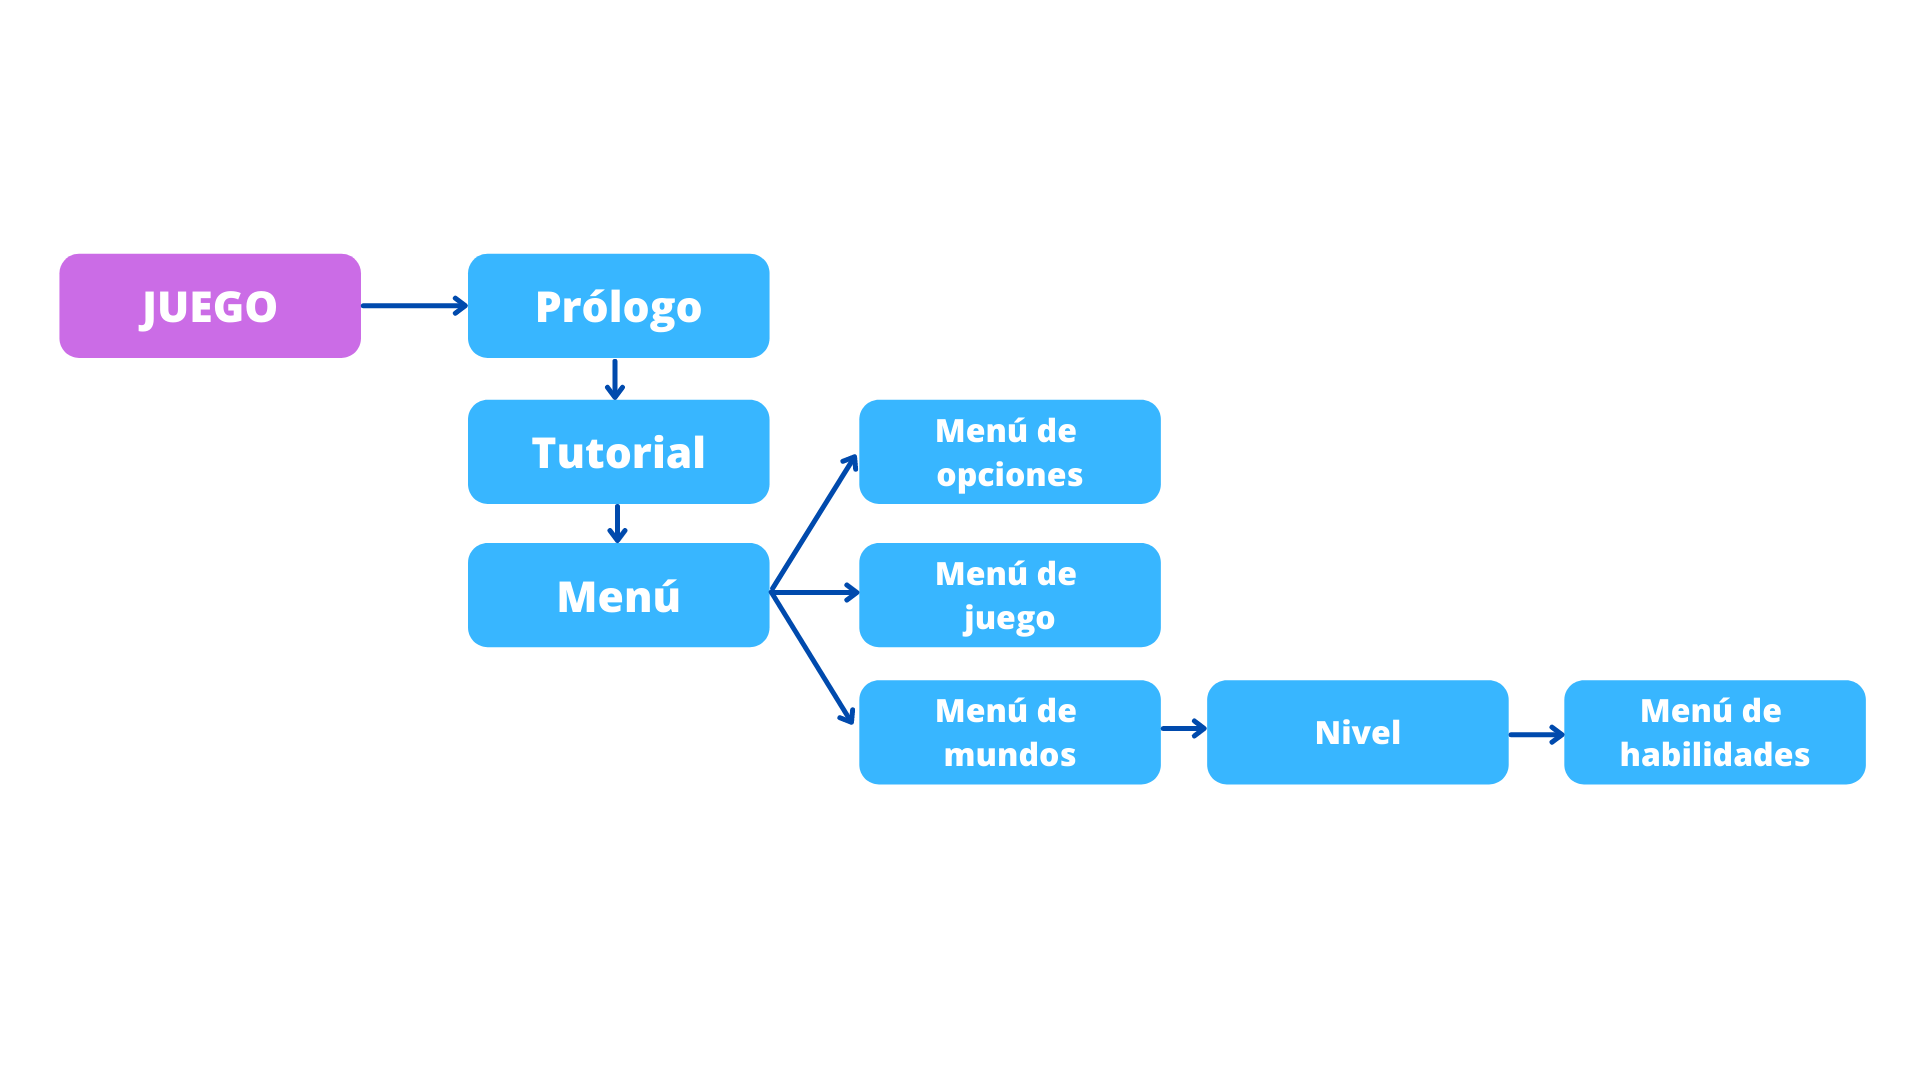 JUEGO
Prólogo
Tutorial
Menú
Menú de
opciones
Menú de
juego
Menú de
mundos
Nivel
Menú de
habilidades